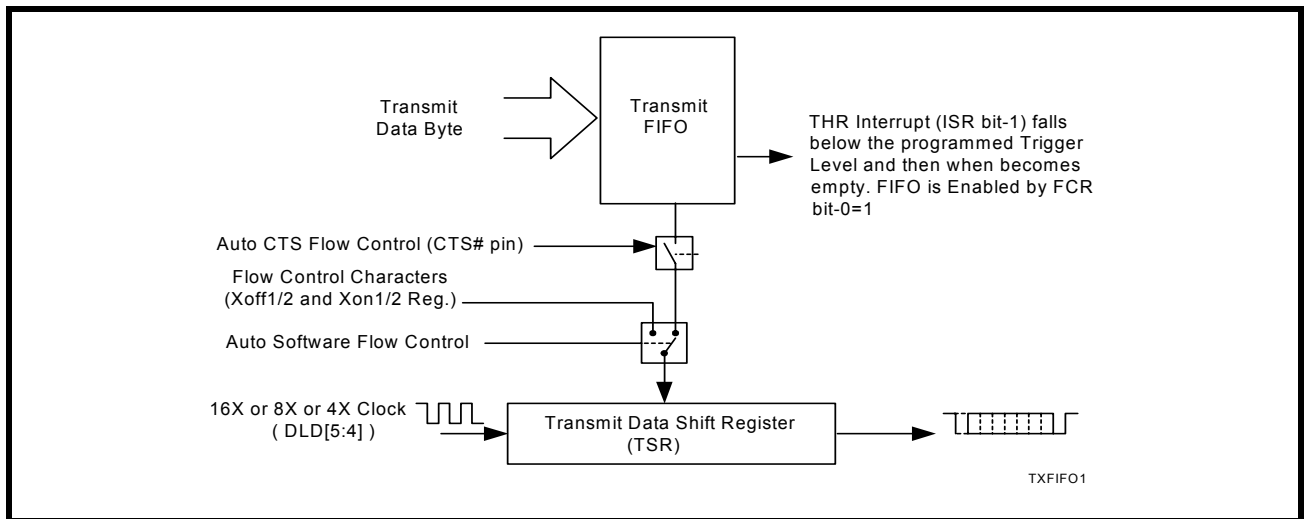 Transmit
Data Byte
Transmit
FIFO
THR Interrupt (ISR bit-1) falls
below the programmed Trigger
Level and then when becomes
empty. FIFO is Enabled by FCR
bit-0=1
Auto CTS Flow Control (CTS# pin)
Flow Control Characters
(Xoff1/2 and Xon1/2 Reg.)
Auto Software Flow Control
16X or 8X or 4X Clock
( DLD[5:4] )
Transmit Data Shift Register
(TSR)
TXFIFO1